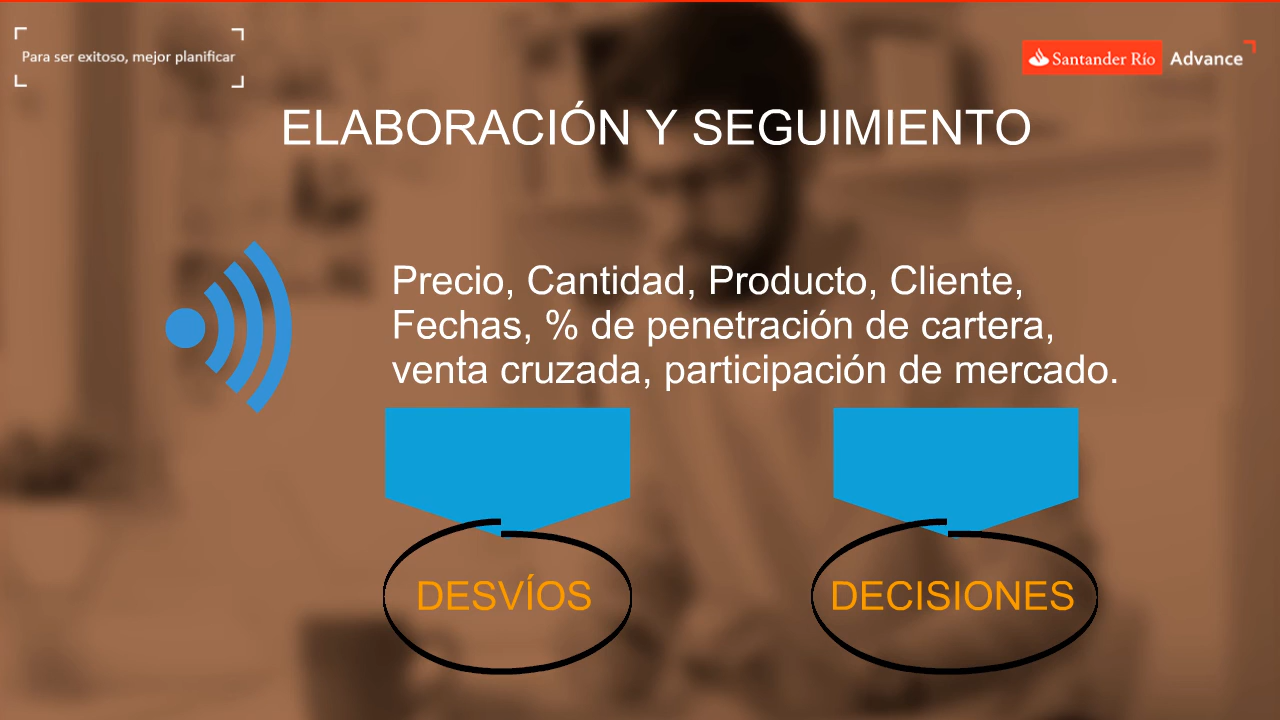 Para ser exitoso, mejor planificar
Santander Río Advance
ELABORACIÓN Y SEGUIMIENTO
Precio, Cantidad, Producto, Cliente,
Fechas, % de penetración de cartera,
venta cruzada, participación de mercado.
DESVÍOS
DECISIONES